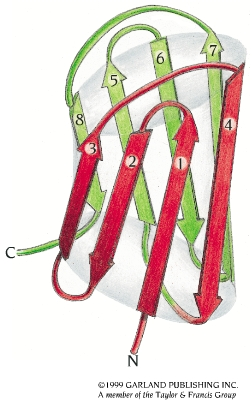 7
6
5
8
4
3
2
1
C
N
©1999 GARLAND PUBLISHING INC.
A member of the Taylor & Francis Group